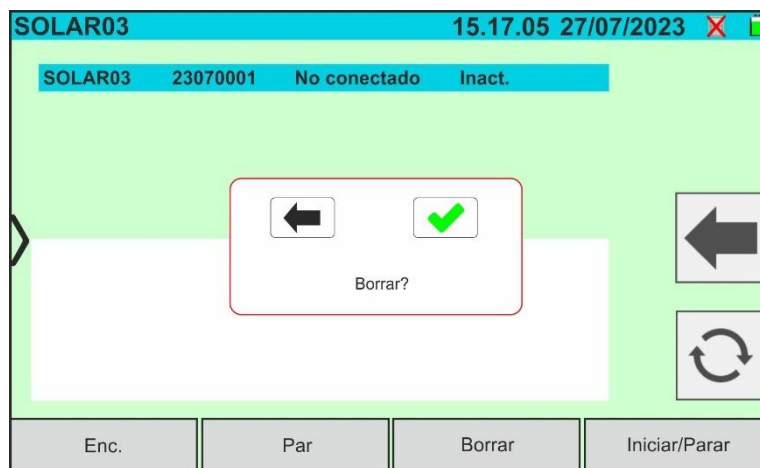 SOLAR03 15.17.05 27/07/2023
SOLAR03 23070001 No conectado Inact.
Borrar?
Enc. Par Borrar Iniciar/Parar